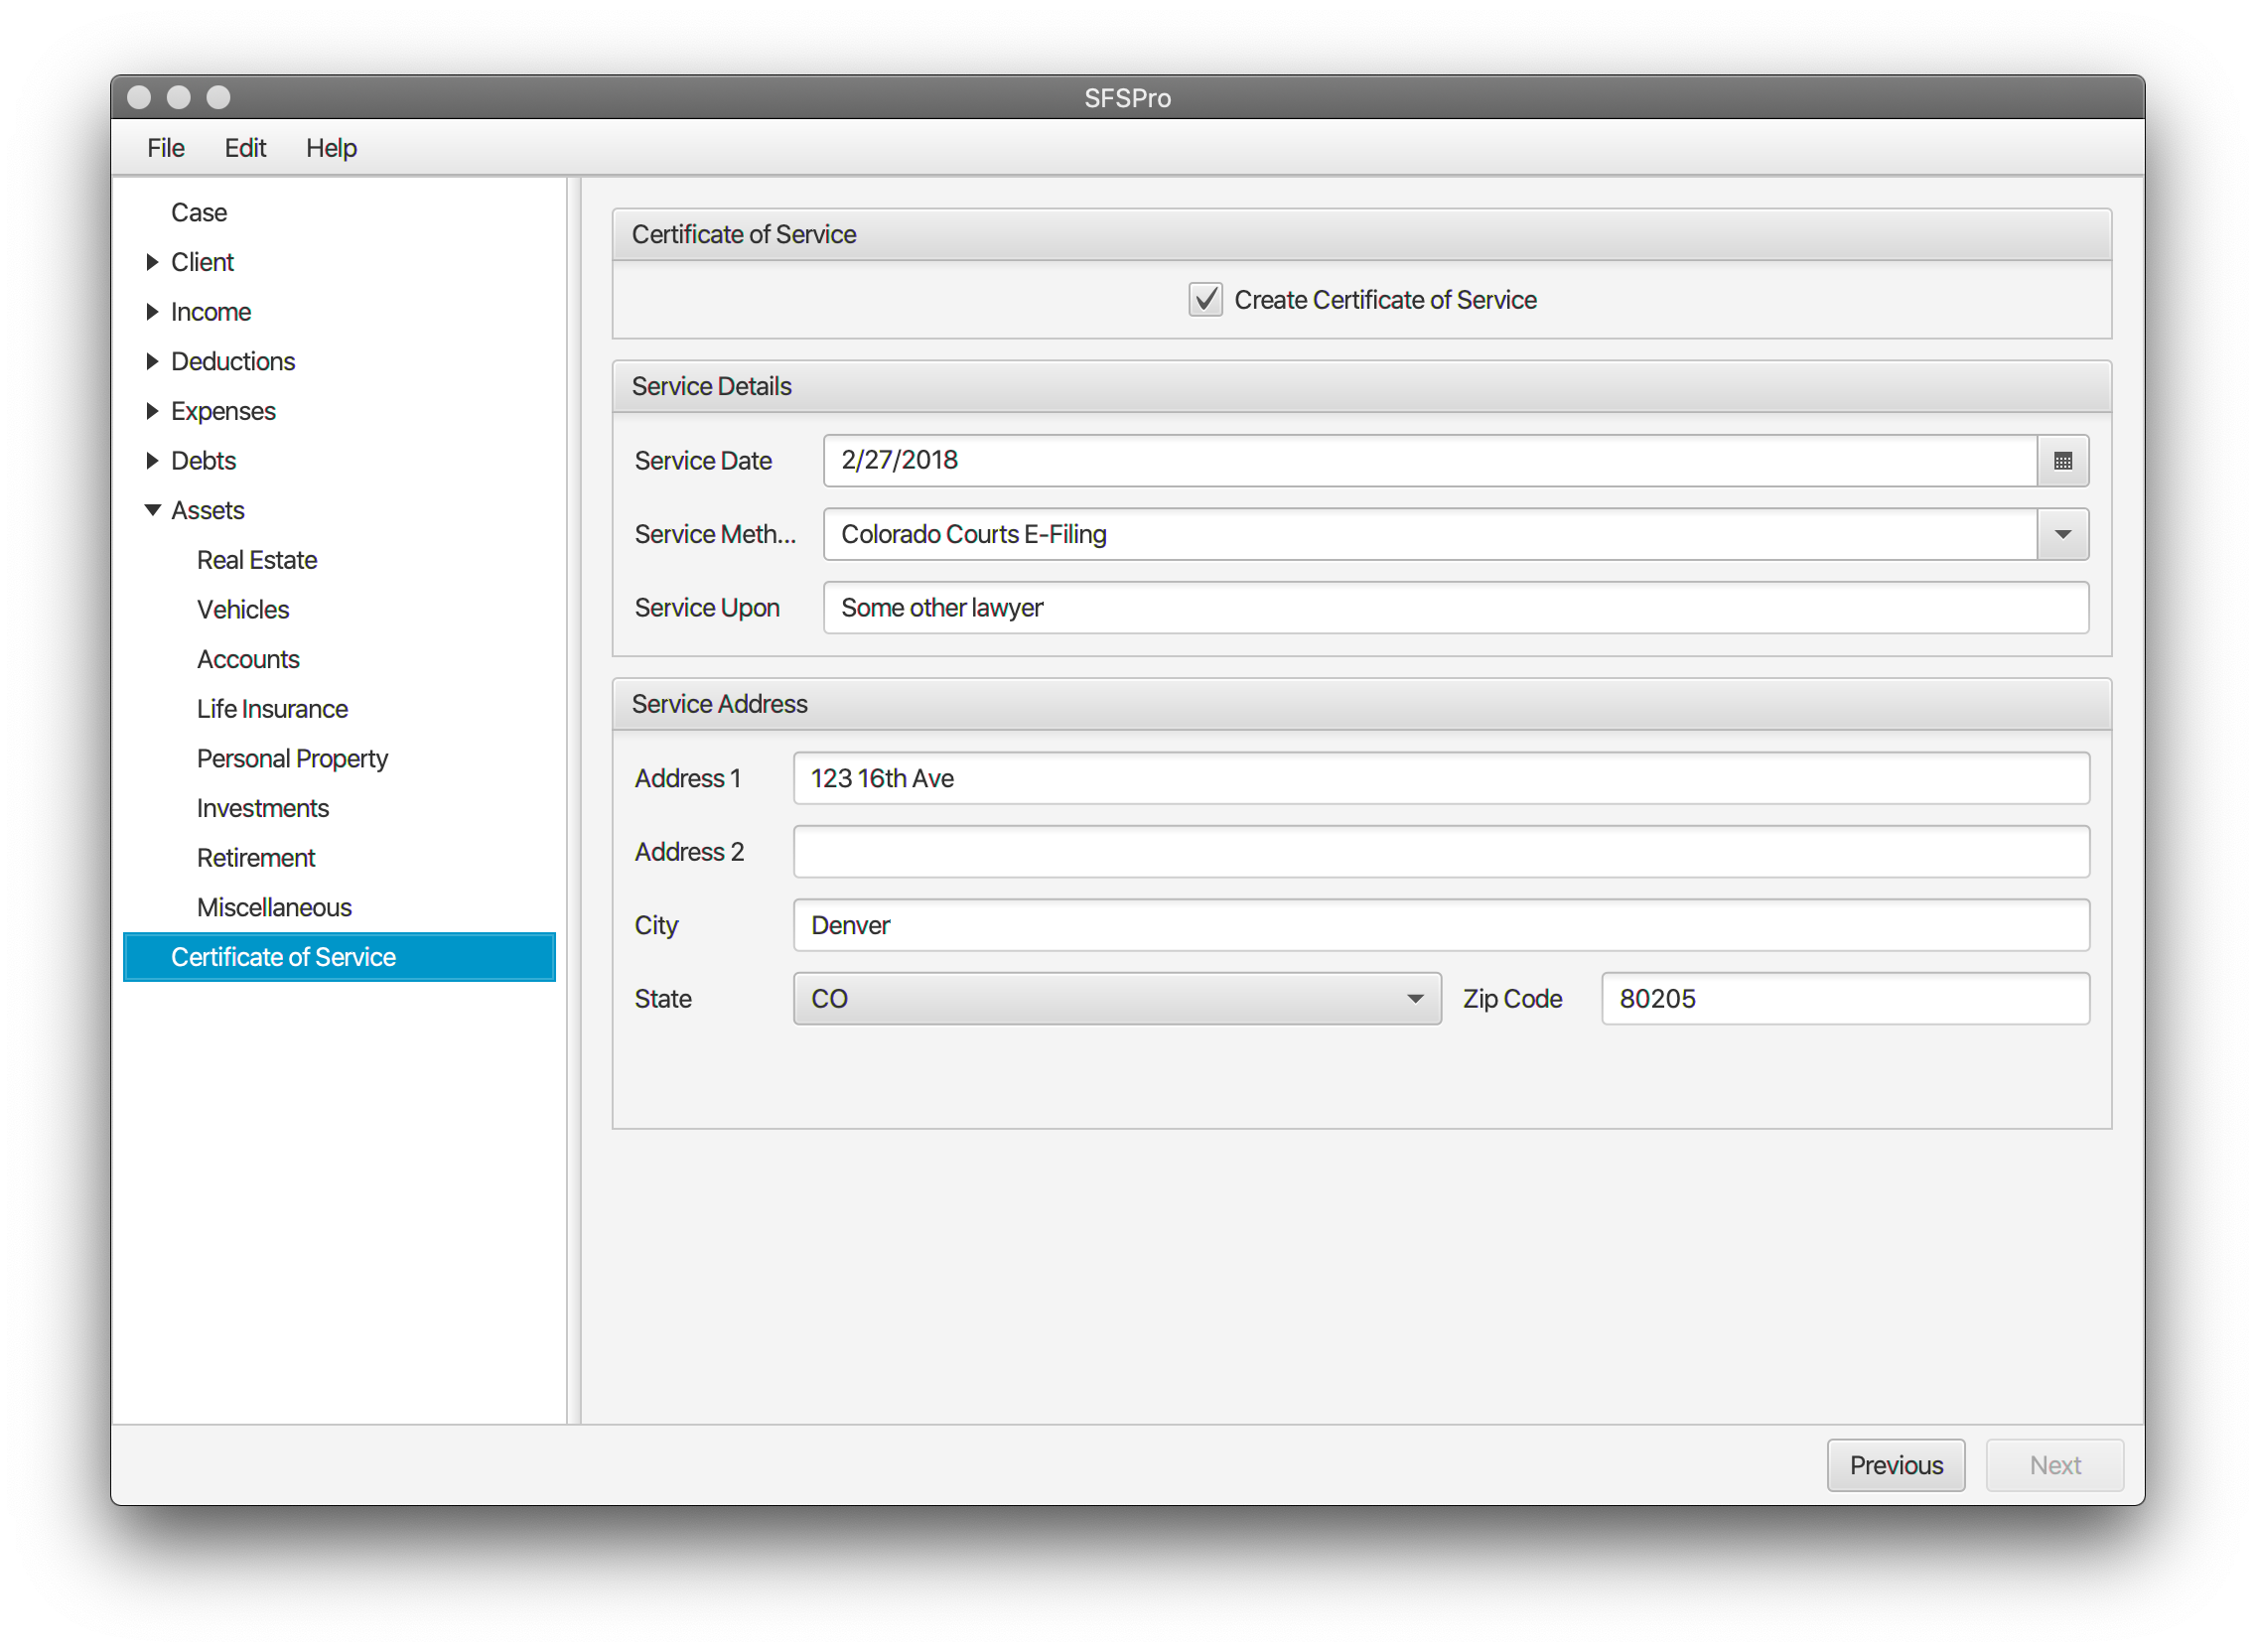 SFSPro
File Edit Help
Case
Client
Income
Deductions
Expenses
Debts
Assets
Real Estate
Vehicles
Accounts
Life Insurance
Personal Property
Investments
Retirement
Miscellaneous
Certificate of Service
Certificate of Service
Create Certificate of Service
Service Details
Service Date 2/27/2018
Service Meth... Colorado Courts E-Filing
Service Upon Some other lawyer
Service Address
Address 1 123 16th Ave
Address 2
City Denver
State CO Zip Code 80205
Previous Next